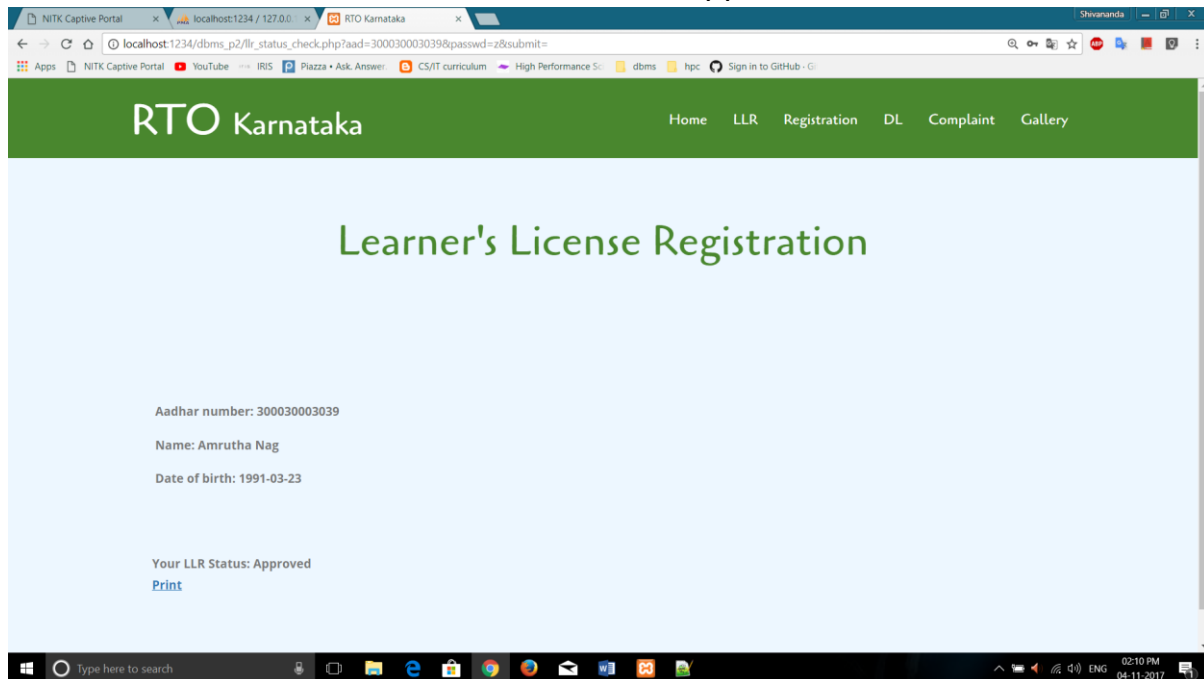 Shivananda
NITK Captive Portal
localhost:1234 / 127.0.0.
RTO Karnataka
localhost:1234/dbms_p2/llr_status_check.php?aad=300030003039&passwd=z&submit=
Apps NITK Captive Portal YouTube IRIS Piazza • Ask. Answer. CS/IT curriculum High Performance Sc dbms hpc Sign in to GitHub · G
RTO Karnataka
Home LLR Registration DL Complaint Gallery
Learner's License Registration
Aadhar number: 300030003039
Name: Amrutha Nag
Date of birth: 1991-03-23
Your LLR Status: Approved
Print
Type here to search
ENG
02:10 PM
04-11-2017